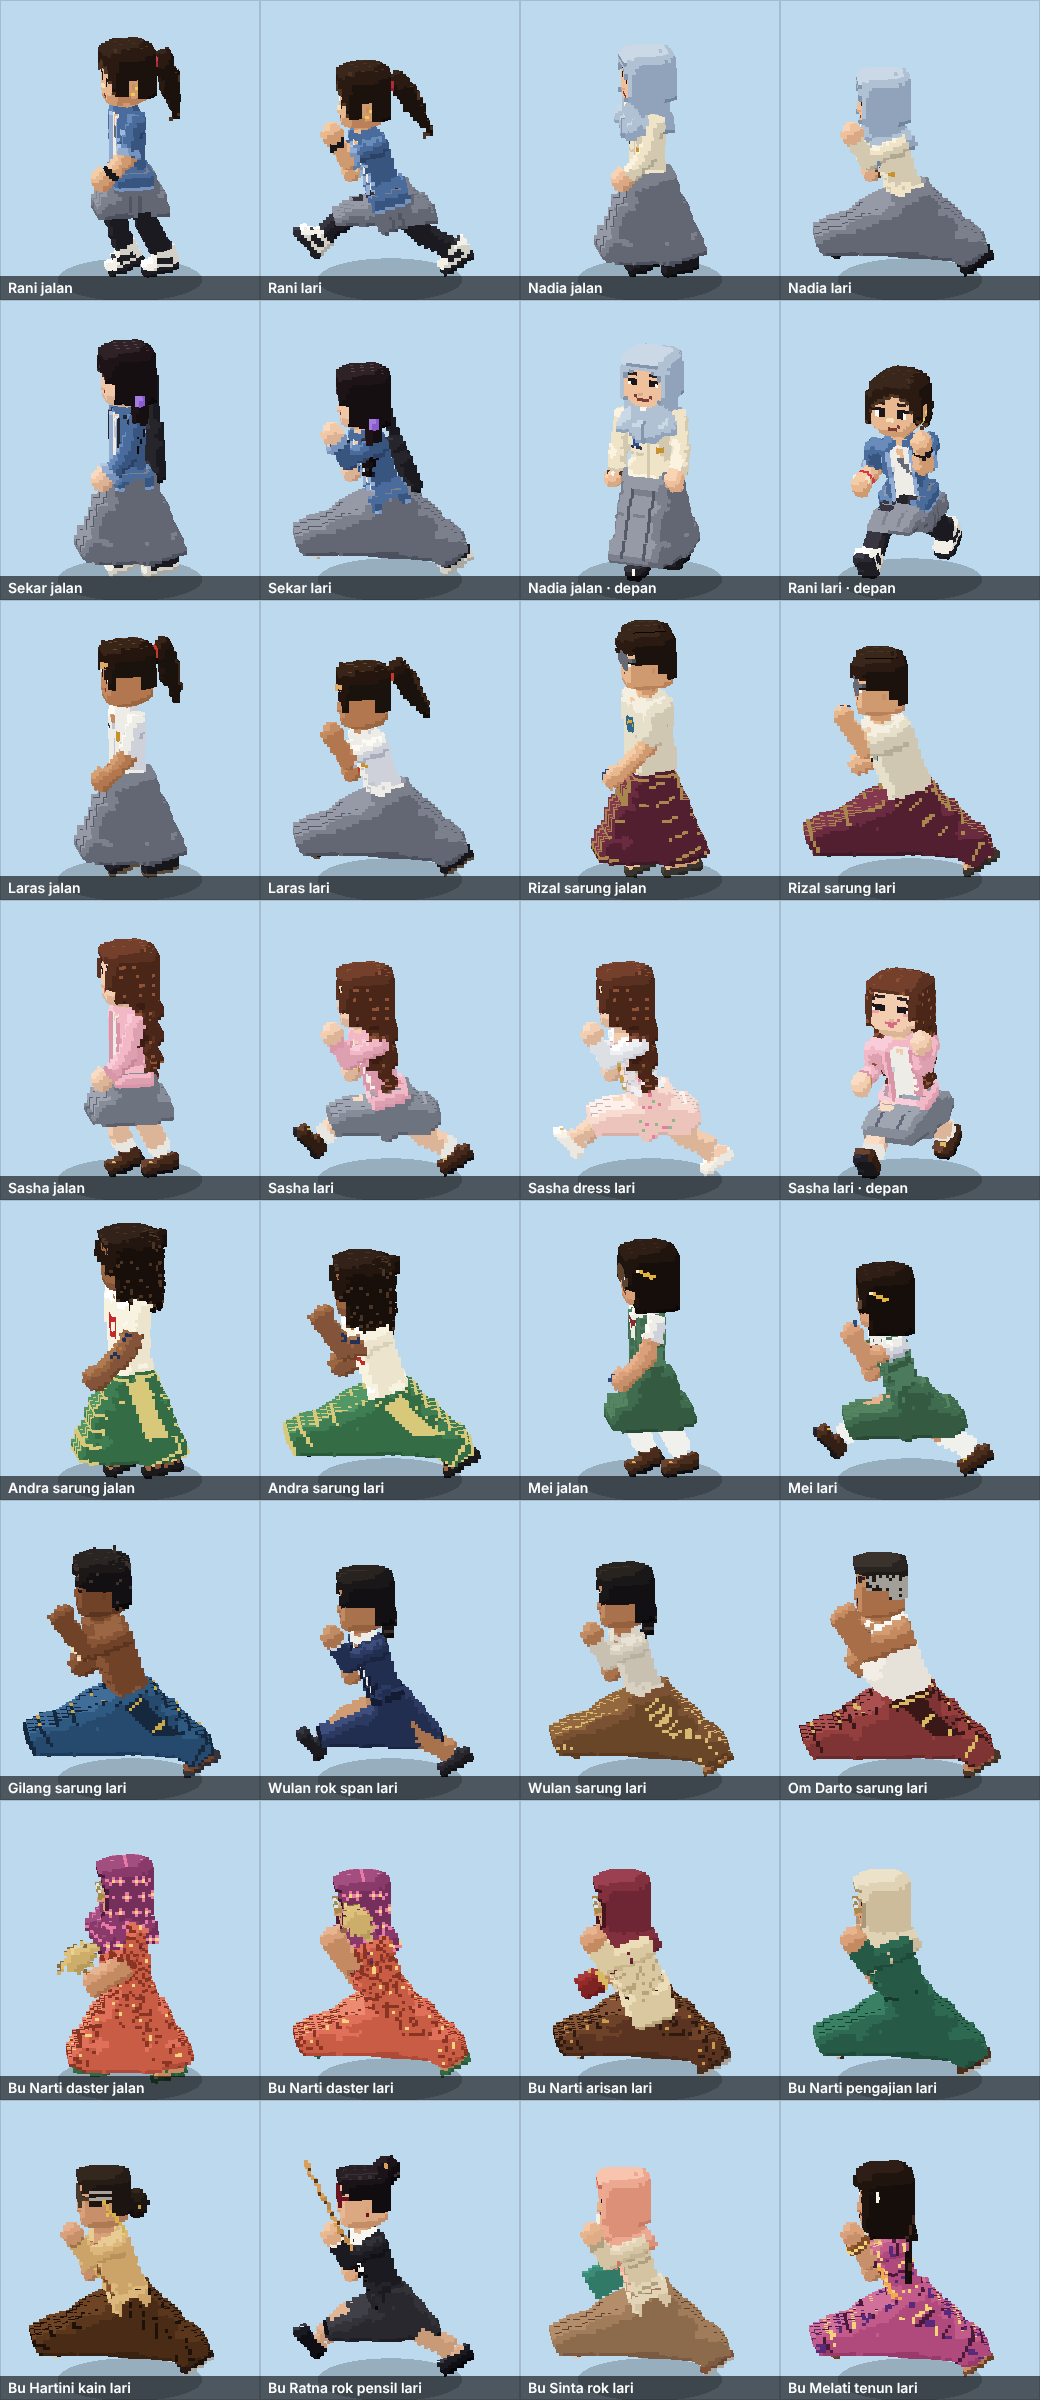 Rani jalan
Rani lari
Nadia jalan
Nadia lari
Sekar jalan
Sekar lari
Nadia jalan · depan
Rani lari · depan
Laras jalan
Laras lari
Rizal sarung jalan
Rizal sarung lari
Sasha jalan
Sasha lari
Sasha dress lari
Sasha lari · depan
Andra sarung jalan
Andra sarung lari
Mei jalan
Mei lari
Gilang sarung lari
Wulan rok span lari
Wulan sarung lari
Om Darto sarung lari
Bu Narti daster jalan
Bu Narti daster lari
Bu Narti arisan lari
Bu Narti pengajian lari
Bu Hartini kain lari
Bu Ratna rok pensil lari
Bu Sinta rok lari
Bu Melati tenun lari